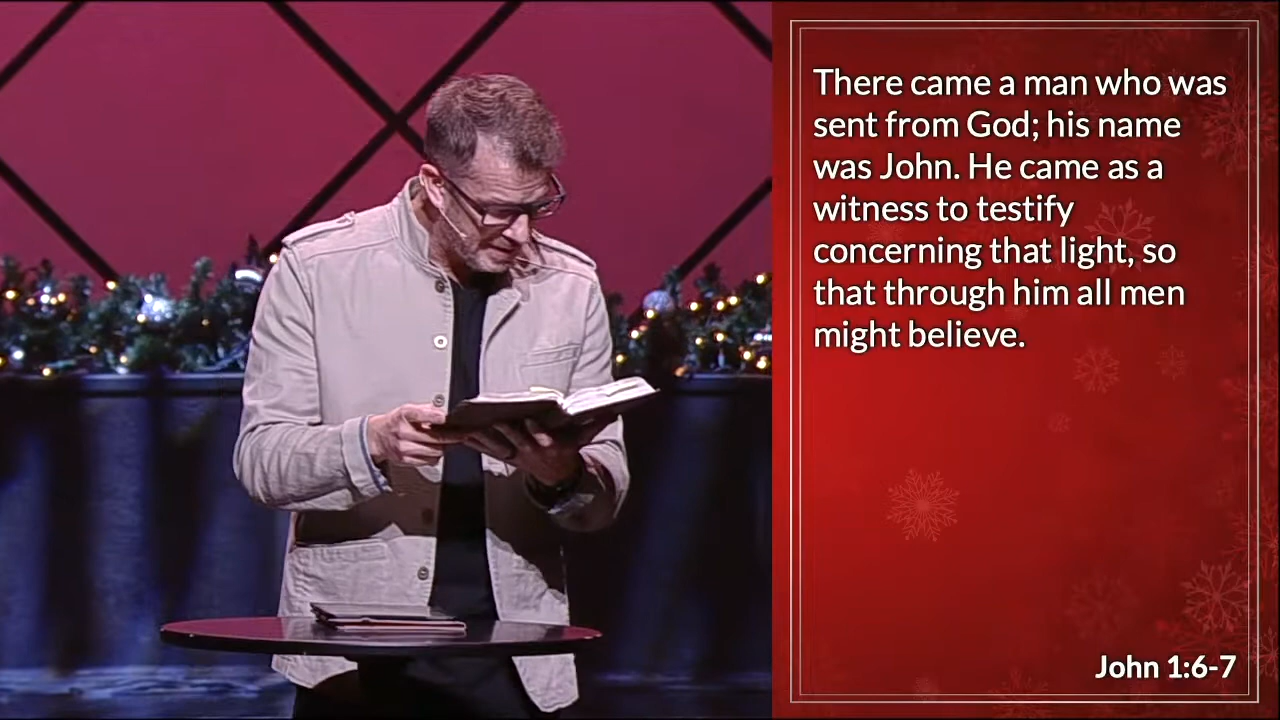 There came a man who was
sent from God; his name
was John. He came as a
witness to testify
concerning that light, so
that through him all men
might believe.
John 1:6-7